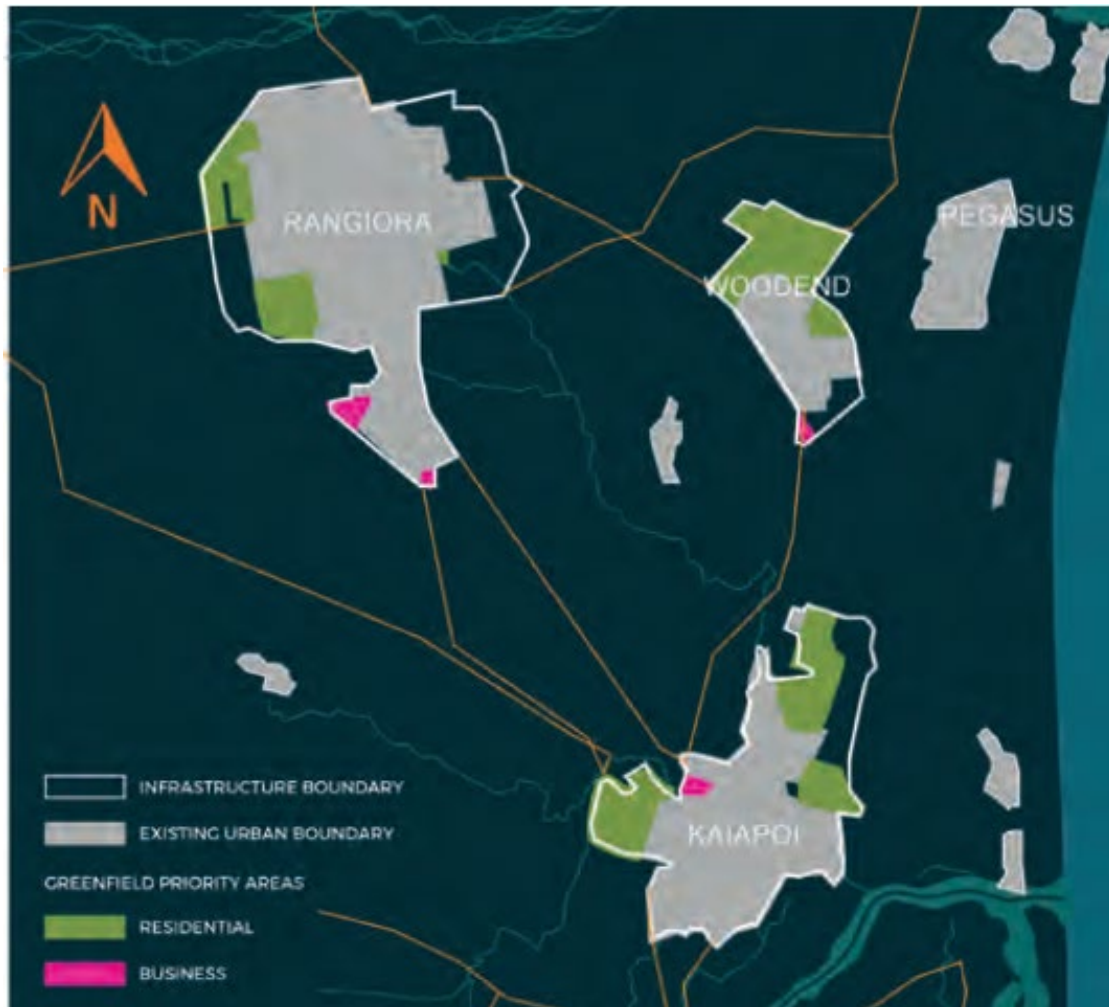 N
RANGIORA
PEGASUS
WOODEND
KAIAPOI
INFRASTRUCTURE BOUNDARY
EXISTING URBAN BOUNDARY
GREENFIELD PRIORITY AREAS
RESIDENTIAL
BUSINESS